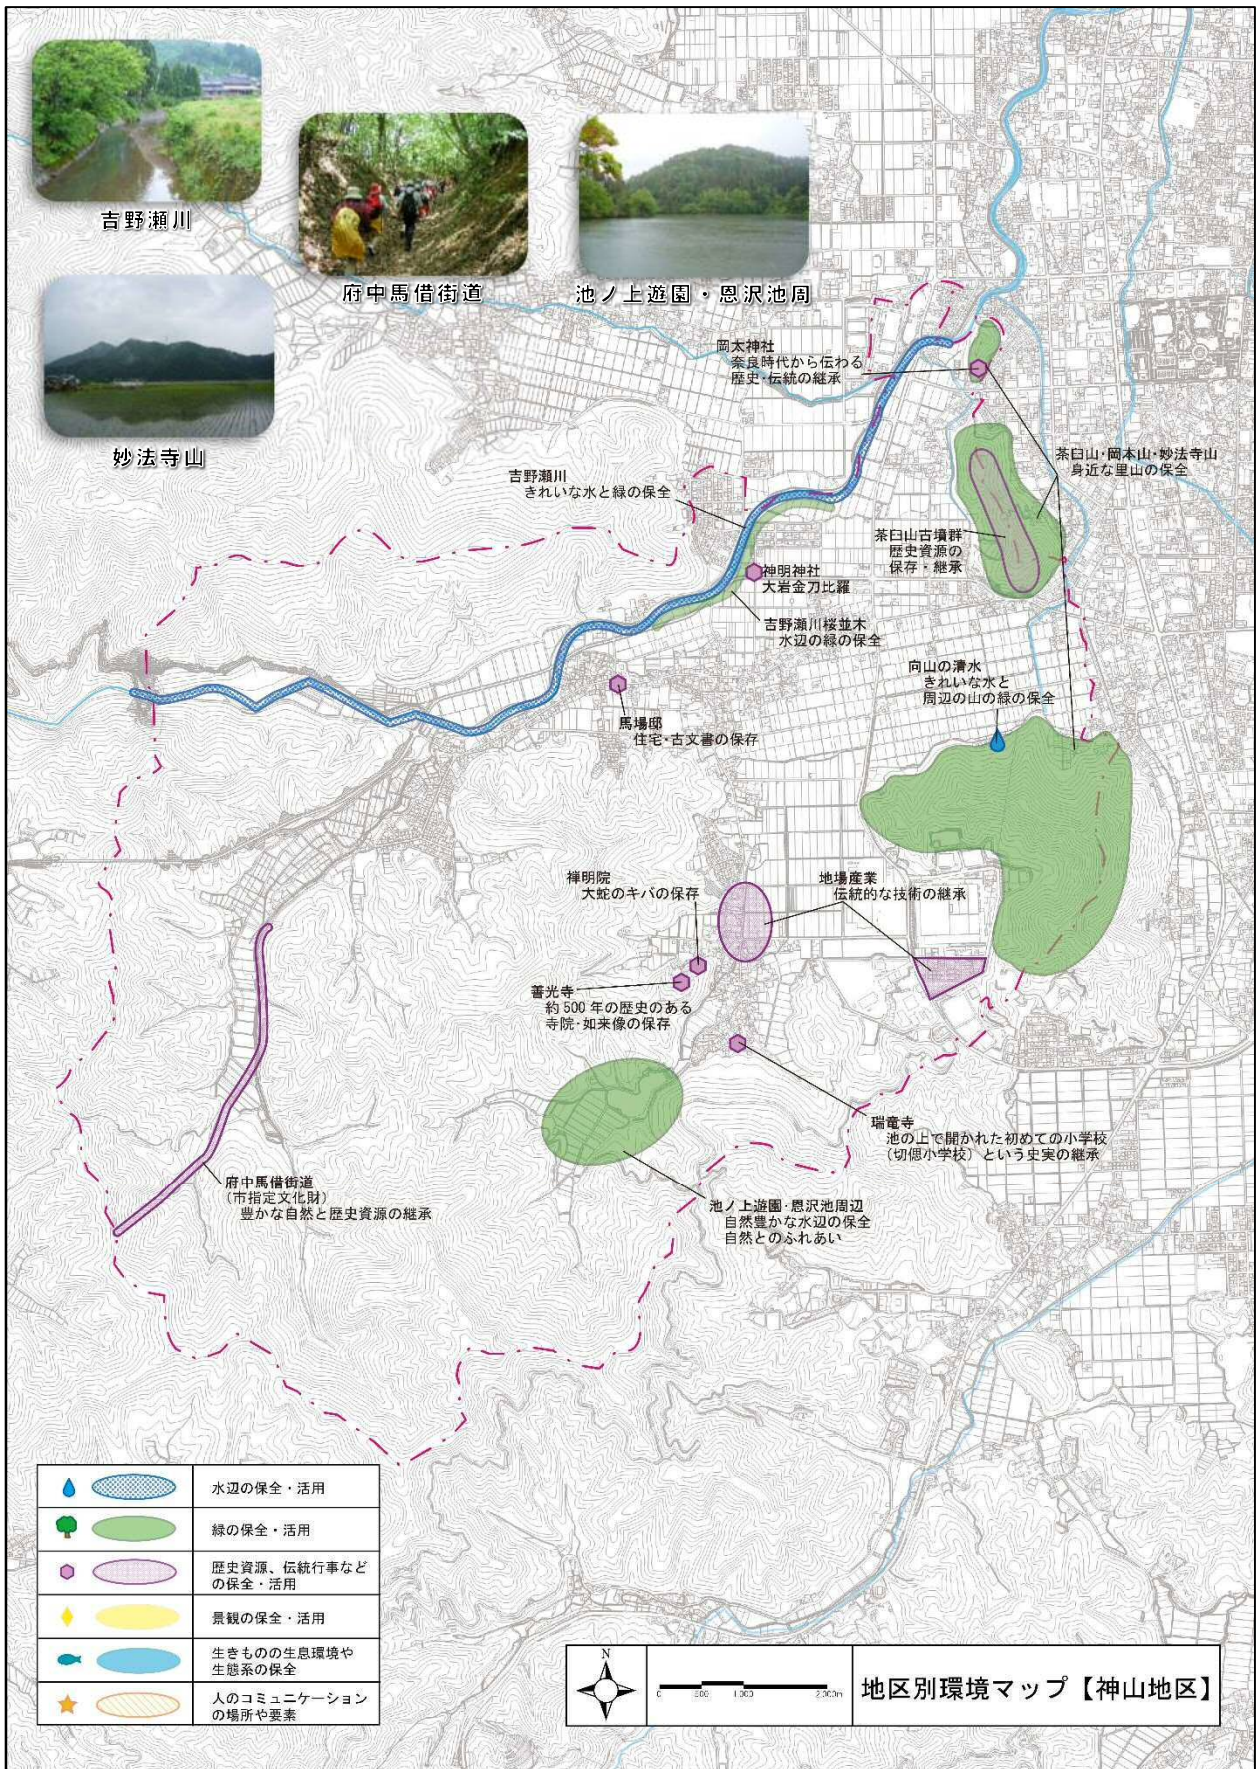 吉野瀬川
府中馬借街道
池ノ上遊園・恩沢池周
妙法寺山
岡太神社
奈良時代から伝わる
歴史・伝統の継承
茶臼山・岡本山・妙法寺山
身近な里山の保全
吉野瀬川
きれいな水と緑の保全
茶臼山古墳群
歴史資源の
保存・継承
神明神社
大岩金刀比羅
吉野瀬川桜並木
水辺の緑の保全
向山の清水
きれいな水と
周辺の山の緑の保全
馬場邸
住宅・古文書の保存
禅明院
大蛇のキバの保存
地場産業
伝統的な技術の継承
善光寺
約500年の歴史のある
寺院・如来像の保存
瑞竜寺
池の上で開かれた初めての小学校
(切偲小学校)という史実の継承
府中馬借街道
(市指定文化財)
豊かな自然と歴史資源の継承
池ノ上遊園・恩沢池周辺
自然豊かな水辺の保全
自然とのふれあい
水辺の保全・活用
緑の保全・活用
歴史資源、伝統行事など
の保全・活用
景観の保全・活用
生きものの生息環境や
生態系の保全
人のコミュニケーション
の場所や要素
N
0 500 1,000 2,000m
地区別環境マップ【神山地区】